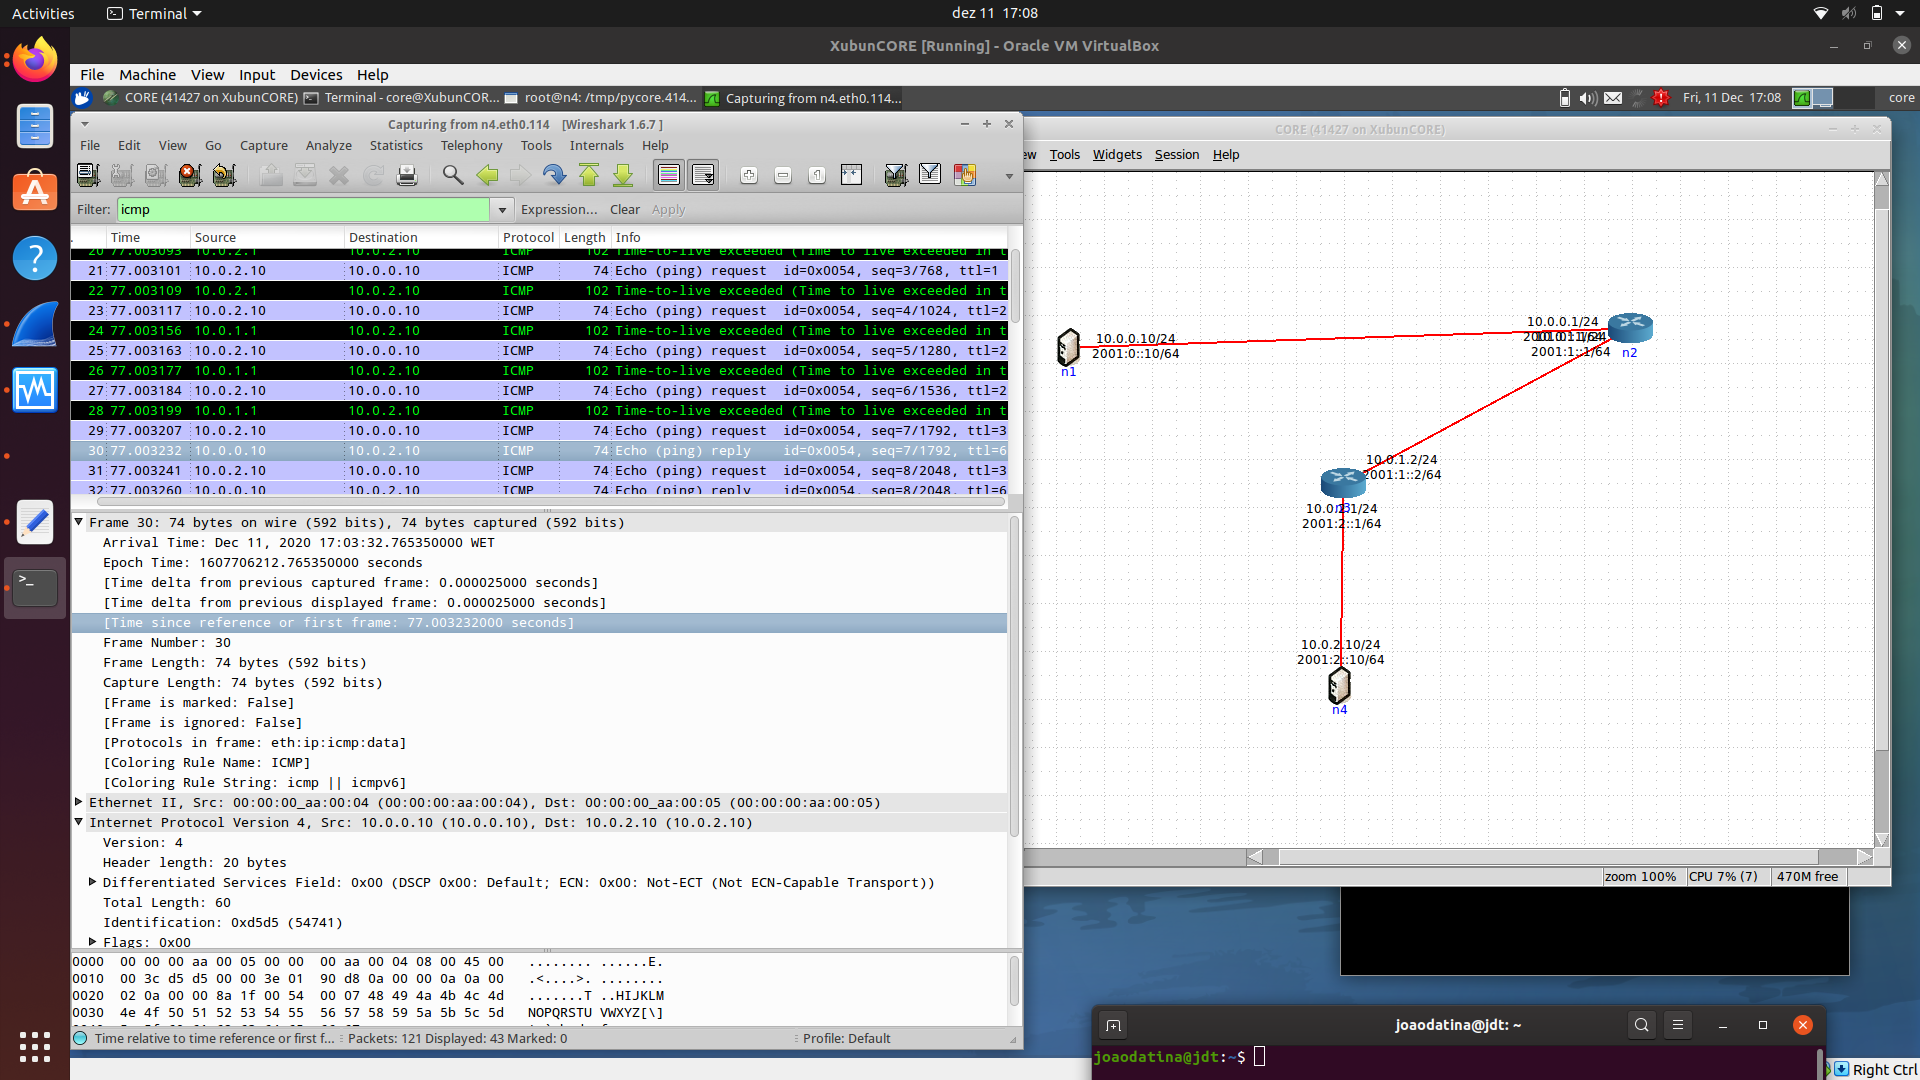 Activities
Terminal
dez 11 17:08
XubunCORE [Running] - Oracle VM VirtualBox
File Machine View Input Devices Help
CORE (41427 on XubunCORE)
Terminal - core@XubunCOR...
root@n4: /tmp/pycore.414...
Capturing from n4.eth0.114...
Fri, 11 Dec 17:08
core
Capturing from n4.eth0.114 [Wireshark 1.6.7 ]
File Edit View Go Capture Analyze Statistics Telephony Tools Internals Help
Filter: icmp Expression... Clear Apply
. Time Source Destination Protocol Length Info
20 77.003093 10.0.2.1 10.0.2.10 ICMP 102 Time-to-live exceeded (Time to live exceeded in t
21 77.003101 10.0.2.10 10.0.0.10 ICMP 74 Echo (ping) request id=0x0054, seq=3/768, ttl=1
22 77.003109 10.0.2.1 10.0.2.10 ICMP 102 Time-to-live exceeded (Time to live exceeded in t
23 77.003117 10.0.2.10 10.0.0.10 ICMP 74 Echo (ping) request id=0x0054, seq=4/1024, ttl=2
24 77.003156 10.0.1.1 10.0.2.10 ICMP 102 Time-to-live exceeded (Time to live exceeded in t
25 77.003163 10.0.2.10 10.0.0.10 ICMP 74 Echo (ping) request id=0x0054, seq=5/1280, ttl=2
26 77.003177 10.0.1.1 10.0.2.10 ICMP 102 Time-to-live exceeded (Time to live exceeded in t
27 77.003184 10.0.2.10 10.0.0.10 ICMP 74 Echo (ping) request id=0x0054, seq=6/1536, ttl=2
28 77.003199 10.0.1.1 10.0.2.10 ICMP 102 Time-to-live exceeded (Time to live exceeded in t
29 77.003207 10.0.2.10 10.0.0.10 ICMP 74 Echo (ping) request id=0x0054, seq=7/1792, ttl=3
30 77.003232 10.0.0.10 10.0.2.10 ICMP 74 Echo (ping) reply id=0x0054, seq=7/1792, ttl=6
31 77.003241 10.0.2.10 10.0.0.10 ICMP 74 Echo (ping) request id=0x0054, seq=8/2048, ttl=3
32 77.003260 10.0.0.10 10.0.2.10 ICMP 74 Echo (ping) reply id=0x0054, seq=8/2048, ttl=6
Frame 30: 74 bytes on wire (592 bits), 74 bytes captured (592 bits)
Arrival Time: Dec 11, 2020 17:03:32.765350000 WET
Epoch Time: 1607706212.765350000 seconds
[Time delta from previous captured frame: 0.000025000 seconds]
[Time delta from previous displayed frame: 0.000025000 seconds]
[Time since reference or first frame: 77.003232000 seconds]
Frame Number: 30
Frame Length: 74 bytes (592 bits)
Capture Length: 74 bytes (592 bits)
[Frame is marked: False]
[Frame is ignored: False]
[Protocols in frame: eth:ip:icmp:data]
[Coloring Rule Name: ICMP]
[Coloring Rule String: icmp || icmpv6]
Ethernet II, Src: 00:00:00_aa:00:04 (00:00:00:aa:00:04), Dst: 00:00:00_aa:00:05 (00:00:00:aa:00:05)
Internet Protocol Version 4, Src: 10.0.0.10 (10.0.0.10), Dst: 10.0.2.10 (10.0.2.10)
Version: 4
Header length: 20 bytes
Differentiated Services Field: 0x00 (DSCP 0x00: Default; ECN: 0x00: Not-ECT (Not ECN-Capable Transport))
Total Length: 60
Identification: 0xd5d5 (54741)
Flags: 0x00
0000 00 00 00 aa 00 05 00 00 00 aa 00 04 08 00 45 00 ........ ......E.
0010 00 3c d5 d5 00 00 3e 01 90 d8 0a 00 00 0a 0a 00 .<....>. ........
0020 02 0a 00 00 8a 1f 00 54 00 07 48 49 4a 4b 4c 4d .......T ..HIJKLM
0030 4e 4f 50 51 52 53 54 55 56 57 58 59 5a 5b 5c 5d NOPQRSTU VWXYZ[\]
Time relative to time reference or first f...
Packets: 121 Displayed: 43 Marked: 0
Profile: Default
CORE (41427 on XubunCORE)
ew Tools Widgets Session Help
10.0.0.10/24
2001:0::10/64
n1
10.0.0.1/24
2001:1::1/64
n2
10.0.1.2/24
2001:1::2/64
10.0.2.1/24
n3
2001:2::1/64
10.0.2.10/24
2001:2::10/64
n4
zoom 100% CPU 7% (7) 470M free
joaodatina@jdt: ~
joaodatina@jdt:~$
Right Ctrl